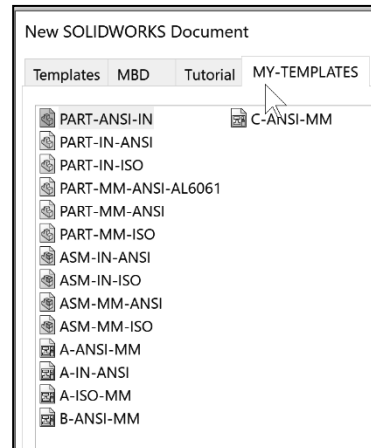 New SOLIDWORKS Document
Templates MBD Tutorial MY-TEMPLATES
PART-ANSI-IN
PART-IN-ANSI
PART-IN-ISO
PART-MM-ANSI-AL6061
PART-MM-ANSI
PART-MM-ISO
ASM-IN-ANSI
ASM-IN-ISO
ASM-MM-ANSI
ASM-MM-ISO
A-ANSI-MM
A-IN-ANSI
A-ISO-MM
B-ANSI-MM
C-ANSI-MM